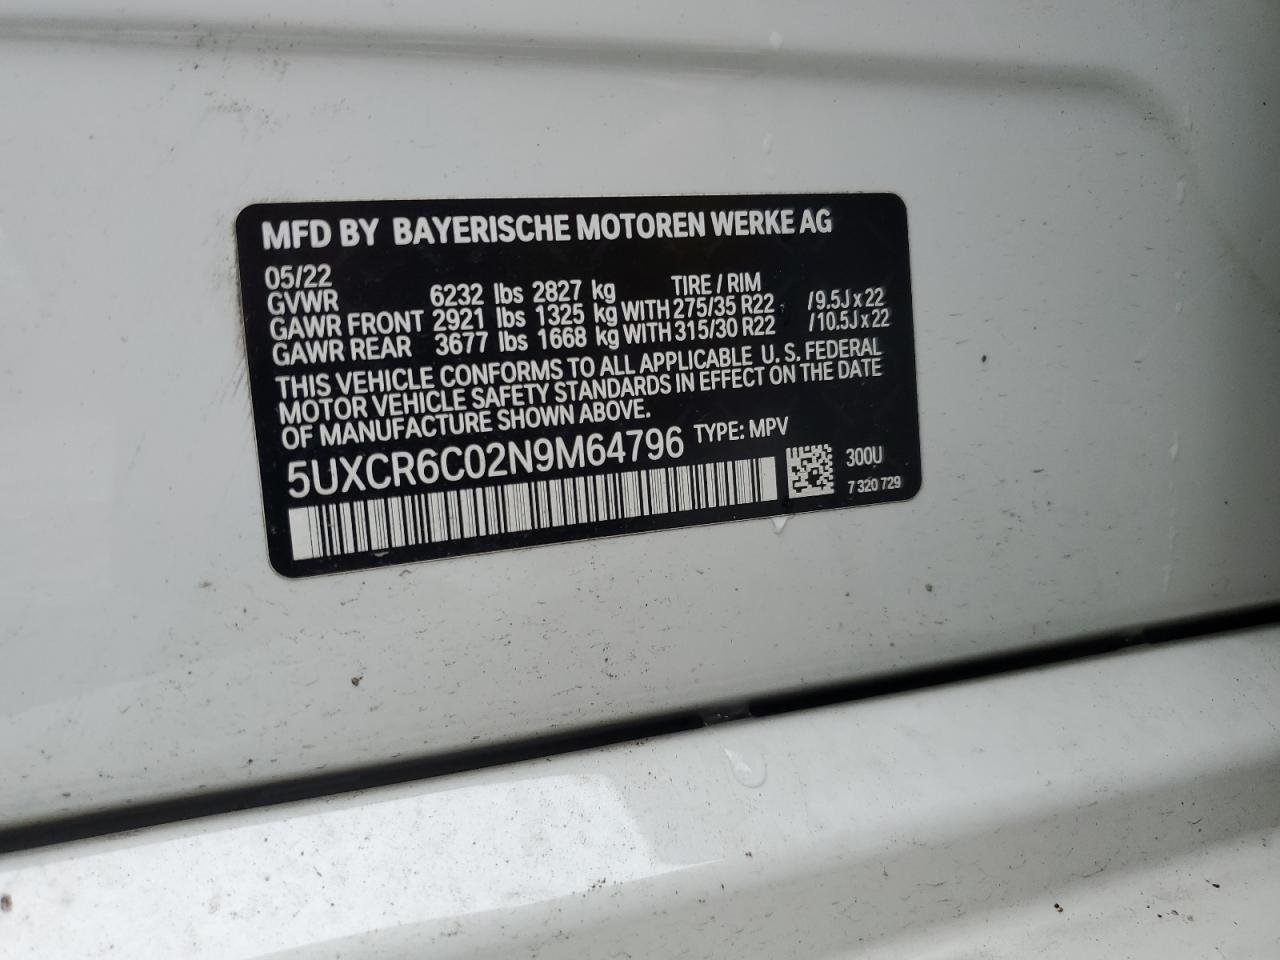 MFD BY BAYERISCHE MOTOREN WERKE AG
05/22 TIRE / RIM
GVWR 6232 lbs 2827 kg
GAWR FRONT 2921 lbs 1325 kg WITH 275/35 R22 /9.5J x 22
GAWR REAR 3677 lbs 1668 kg WITH 315/30 R22 /10.5J x 22
THIS VEHICLE CONFORMS TO ALL APPLICABLE U. S. FEDERAL
MOTOR VEHICLE SAFETY STANDARDS IN EFFECT ON THE DATE
OF MANUFACTURE SHOWN ABOVE.
5UXCR6C02N9M64796 TYPE: MPV
300U
7 320 729